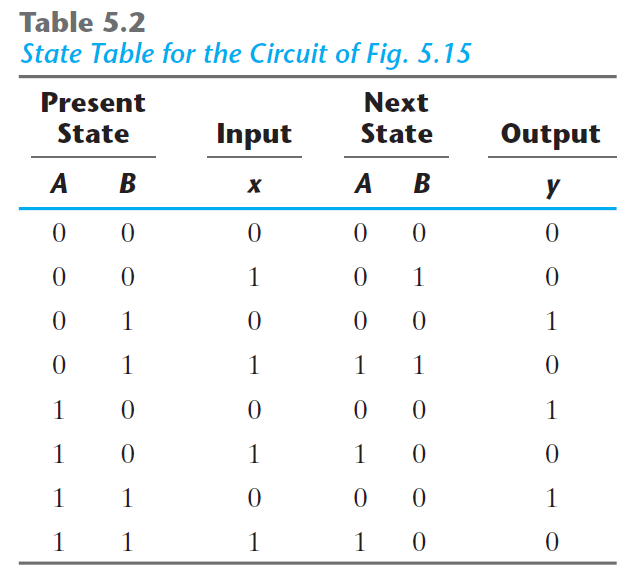 Table 5.2
State Table for the Circuit of Fig. 5.15
Present State Input Next State Output
A B x A B y
0 0 0 0 0 0
0 0 1 0 1 0
0 1 0 0 0 1
0 1 1 1 1 0
1 0 0 0 0 1
1 0 1 1 0 0
1 1 0 0 0 1
1 1 1 1 0 0